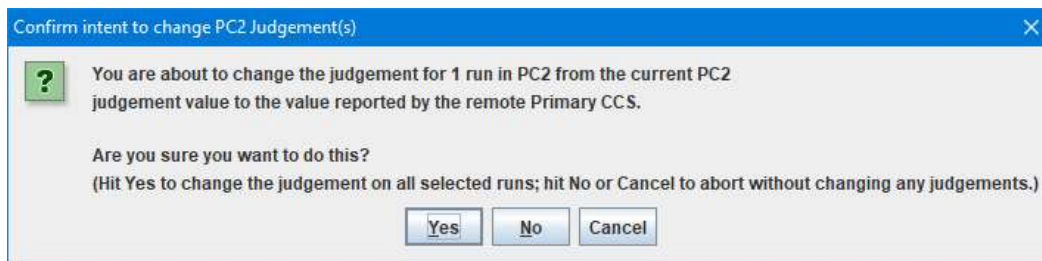 Confirm intent to change PC2 Judgement(s)
?
You are about to change the judgement for 1 run in PC2 from the current PC2
judgement value to the value reported by the remote Primary CCS.
Are you sure you want to do this?
(Hit Yes to change the judgement on all selected runs; hit No or Cancel to abort without changing any judgements.)
Yes No Cancel